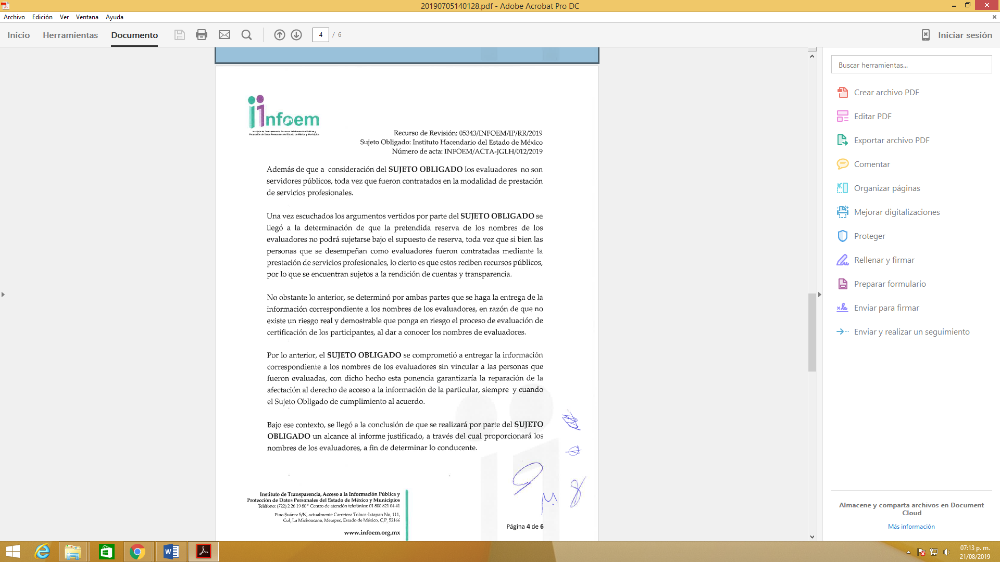 20190705140128.pdf - Adobe Acrobat Pro DC
Archivo Edición Ver Ventana Ayuda
Inicio Herramientas Documento 4 / 6 Iniciar sesión
Buscar herramientas...
Crear archivo PDF
Editar PDF
Exportar archivo PDF
Comentar
Organizar páginas
Mejorar digitalizaciones
Proteger
Rellenar y firmar
Preparar formulario
Enviar para firmar
Enviar y realizar un seguimiento
Almacene y comparta archivos en Document
Cloud
Más información
infoem
Instituto de Transparencia, Acceso a la Información Pública y
Protección de Datos Personales del Estado de México y Municipios
Recurso de Revisión: 05343/INFOEM/IP/RR/2019
Sujeto Obligado: Instituto Hacendario del Estado de México
Número de acta: INFOEM/ACTA-JGLH/012/2019
Además de que a consideración del SUJETO OBLIGADO los evaluadores no son
servidores públicos, toda vez que fueron contratados en la modalidad de prestación
de servicios profesionales.
Una vez escuchados los argumentos vertidos por parte del SUJETO OBLIGADO se
llegó a la determinación de que la pretendida reserva de los nombres de los
evaluadores no podrá sujetarse bajo el supuesto de reserva, toda vez que si bien las
personas que se desempeñan como evaluadores fueron contratadas mediante la
prestación de servicios profesionales, lo cierto es que estos reciben recursos públicos,
por lo que se encuentran sujetos a la rendición de cuentas y transparencia.
No obstante lo anterior, se determinó por ambas partes que se haga la entrega de la
información correspondiente a los nombres de los evaluadores, en razón de que no
existe un riesgo real y demostrable que ponga en riesgo el proceso de evaluación de
certificación de los participantes, al dar a conocer los nombres de evaluadores.
Por lo anterior, el SUJETO OBLIGADO se comprometió a entregar la información
correspondiente a los nombres de los evaluadores sin vincular a las personas que
fueron evaluadas, con dicho hecho esta ponencia garantizaría la reparación de la
afectación al derecho de acceso a la información de la particular, siempre y cuando
el Sujeto Obligado de cumplimiento al acuerdo.
Bajo ese contexto, se llegó a la conclusión de que se realizará por parte del SUJETO
OBLIGADO un alcance al informe justificado, a través del cual proporcionará los
nombres de los evaluadores, a fin de determinar lo conducente.
Instituto de Transparencia, Acceso a la Información Pública y
Protección de Datos Personales del Estado de México y Municipios
Teléfono: (722) 2 26 19 80 * Centro de atención telefónica: 01 800 821 04 41
Pino Suárez S/N, actualmente Carretera Toluca-Ixtapan No. 111,
Col. La Michoacana, Metepec, Estado de México, C.P. 52166
www.infoem.org.mx
Página 4 de 6
07:13 p. m.
21/08/2019